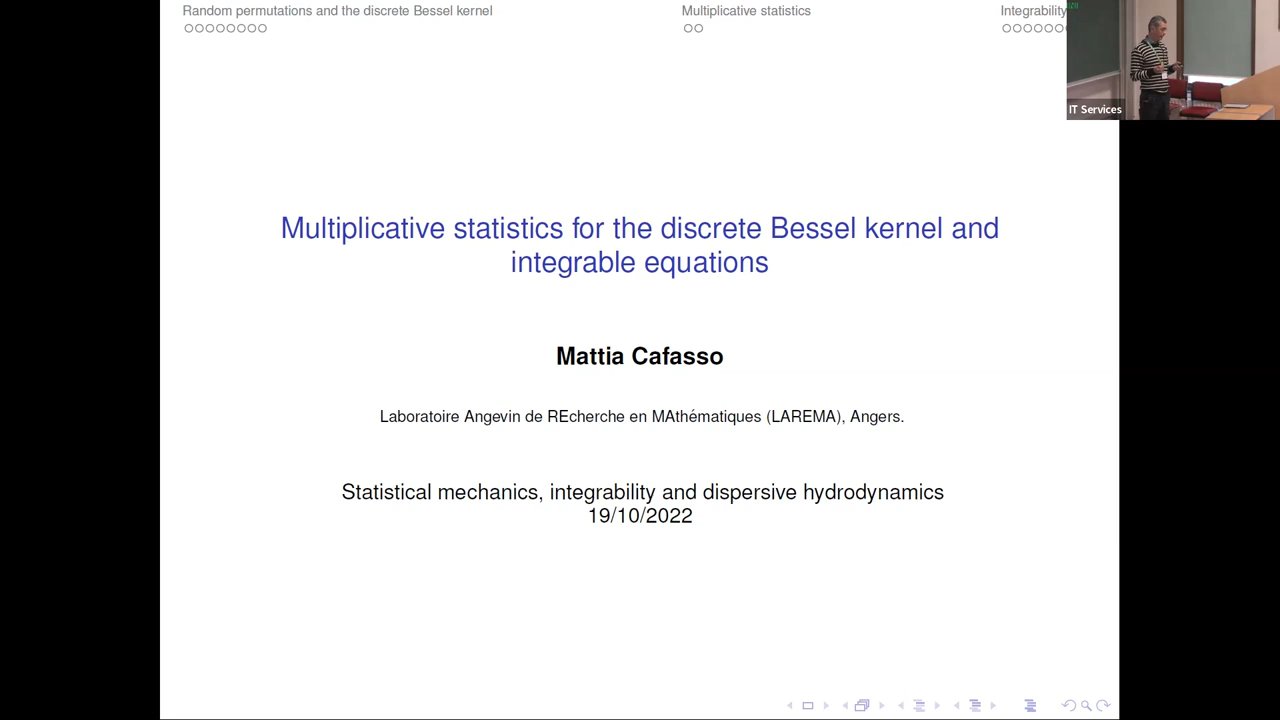 Random permutations and the discrete Bessel kernel
Multiplicative statistics
Integrability
IT Services
Multiplicative statistics for the discrete Bessel kernel and
integrable equations
Mattia Cafasso
Laboratoire Angevin de REcherche en MAthématiques (LAREMA), Angers.
Statistical mechanics, integrability and dispersive hydrodynamics
19/10/2022